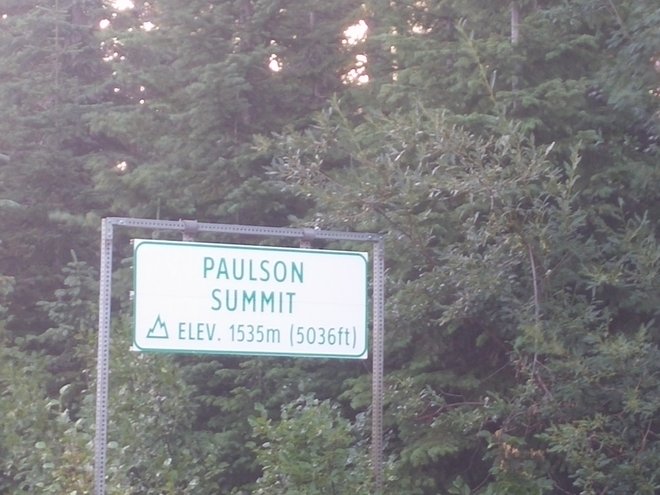 PAULSON
SUMMIT
ELEV. 1535m (5036ft)